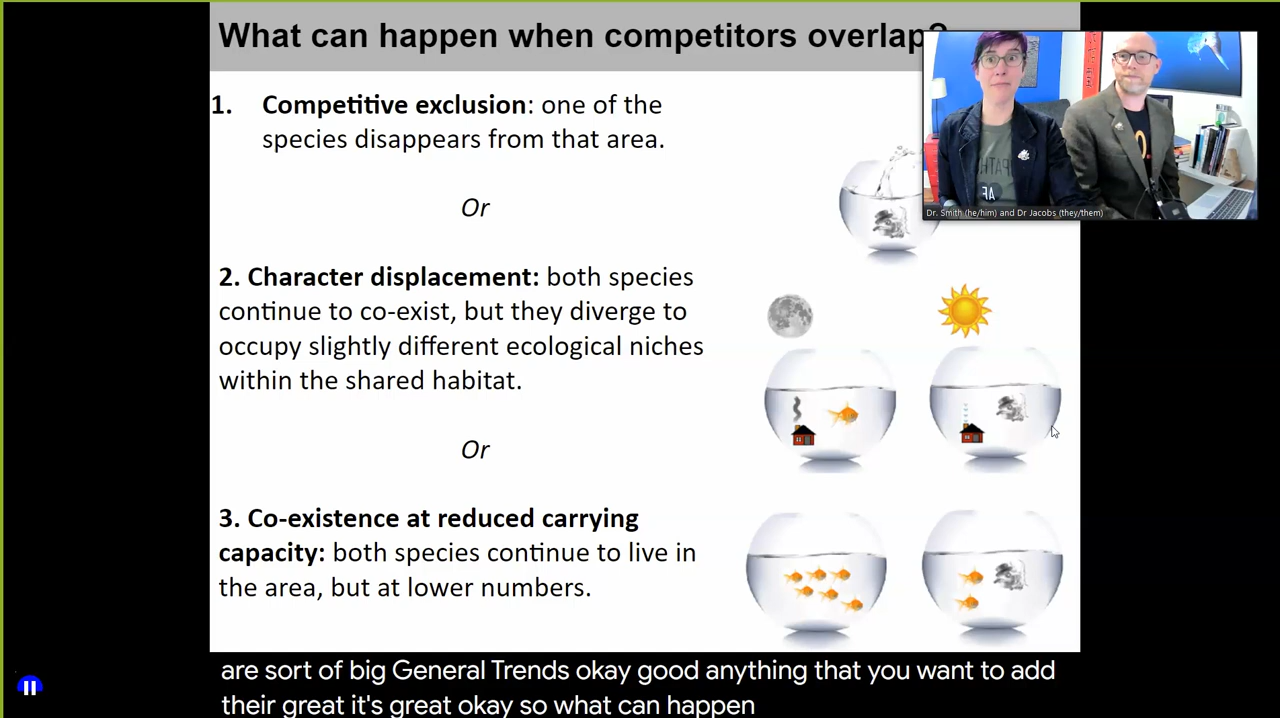 What can happen when competitors overlap?
1. Competitive exclusion: one of the
species disappears from that area.
Or
2. Character displacement: both species
continue to co-exist, but they diverge to
occupy slightly different ecological niches
within the shared habitat.
Or
3. Co-existence at reduced carrying
capacity: both species continue to live in
the area, but at lower numbers.
Dr. Smith (he/him) and Dr Jacobs (they/them)
are sort of big General Trends okay good anything that you want to add
their great it's great okay so what can happen